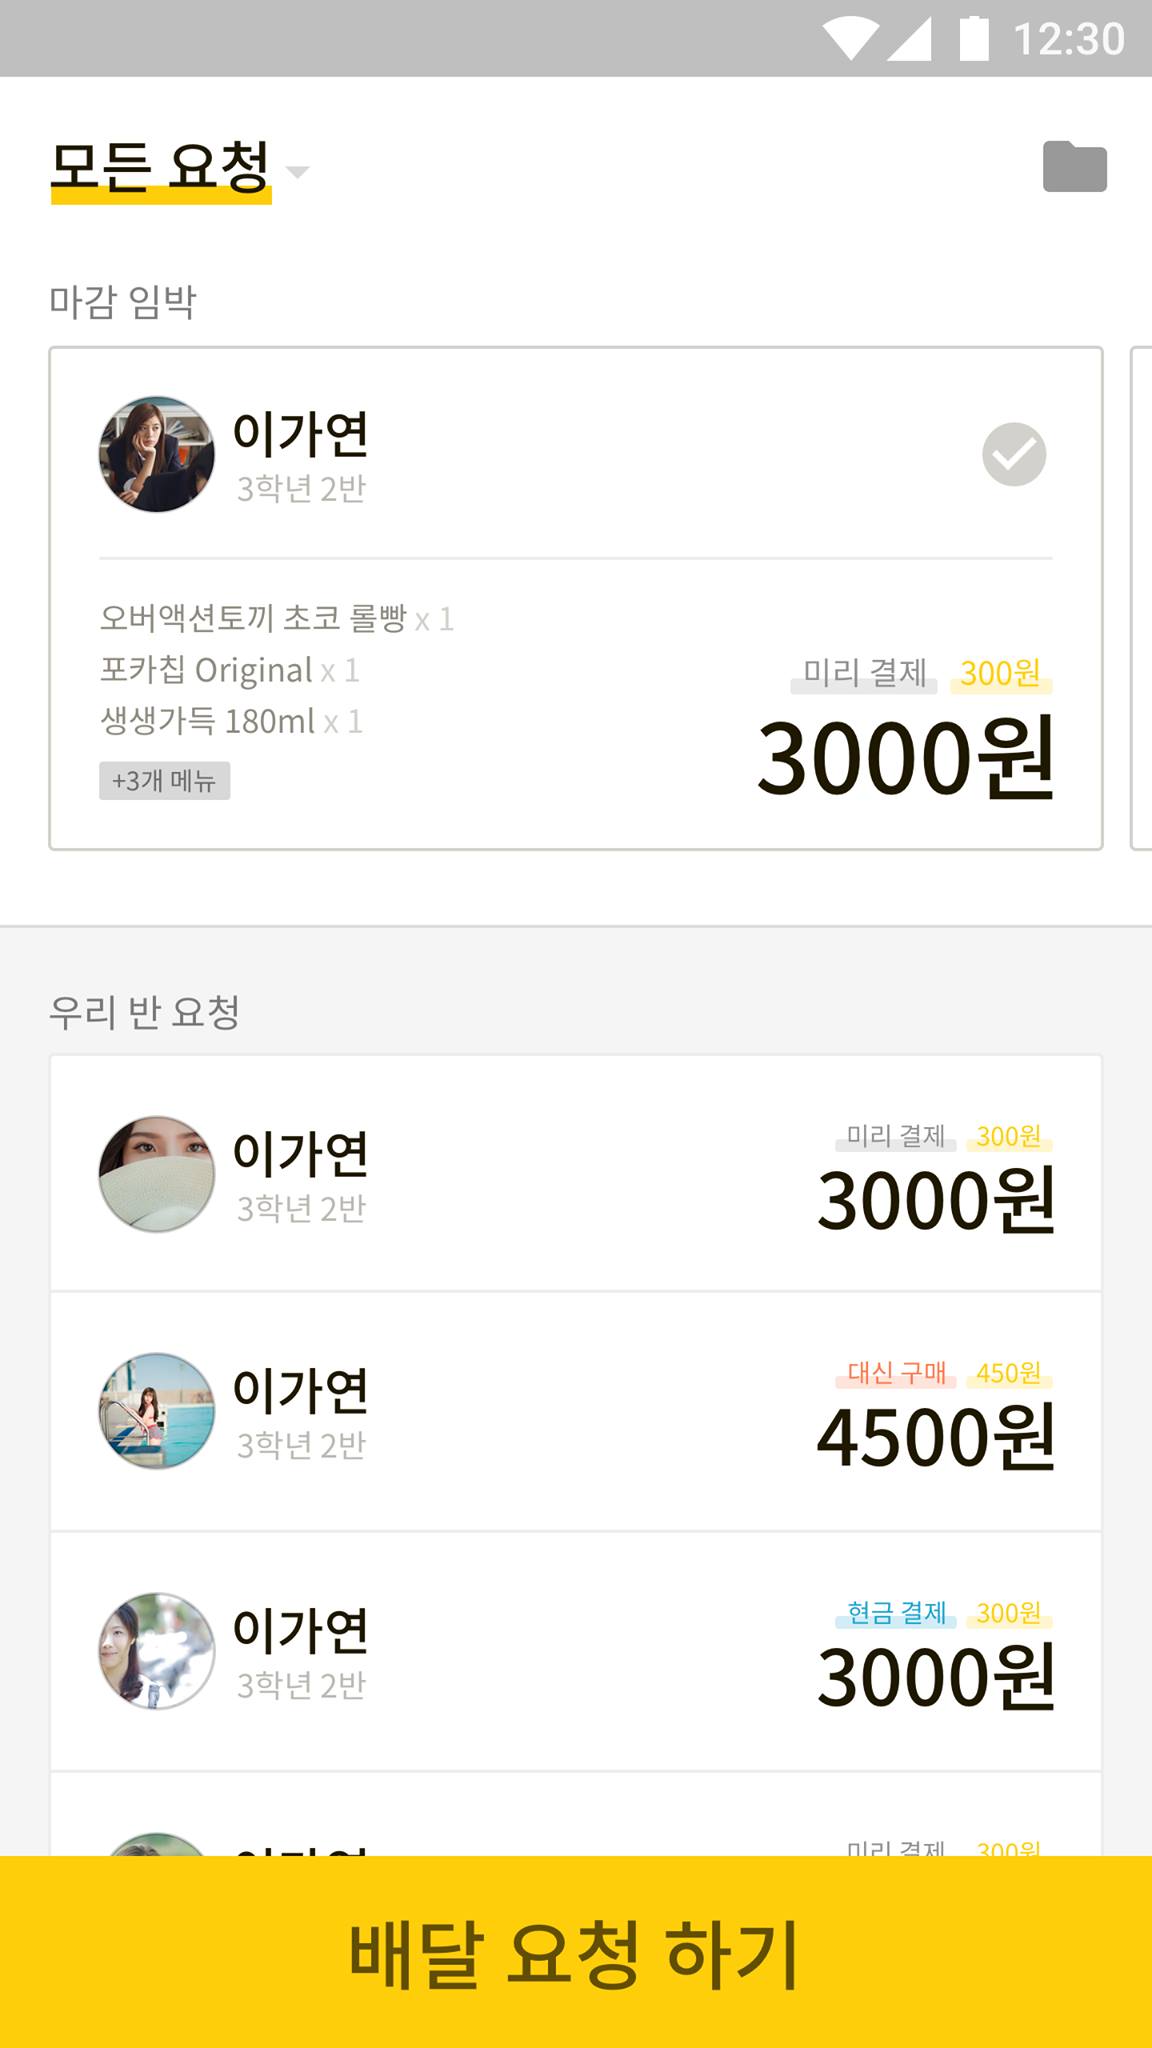 12:30
모든 요청
마감 임박
이가연
3학년 2반
오버액션토끼 초코 롤빵 x 1
포카칩 Original x 1
생생가득 180ml x 1
+3개 메뉴
미리 결제 300원
3000원
우리 반 요청
이가연
3학년 2반
미리 결제 300원
3000원
이가연
3학년 2반
대신 구매 450원
4500원
이가연
3학년 2반
현금 결제 300원
3000원
이가연
미리 결제 300원
배달 요청 하기